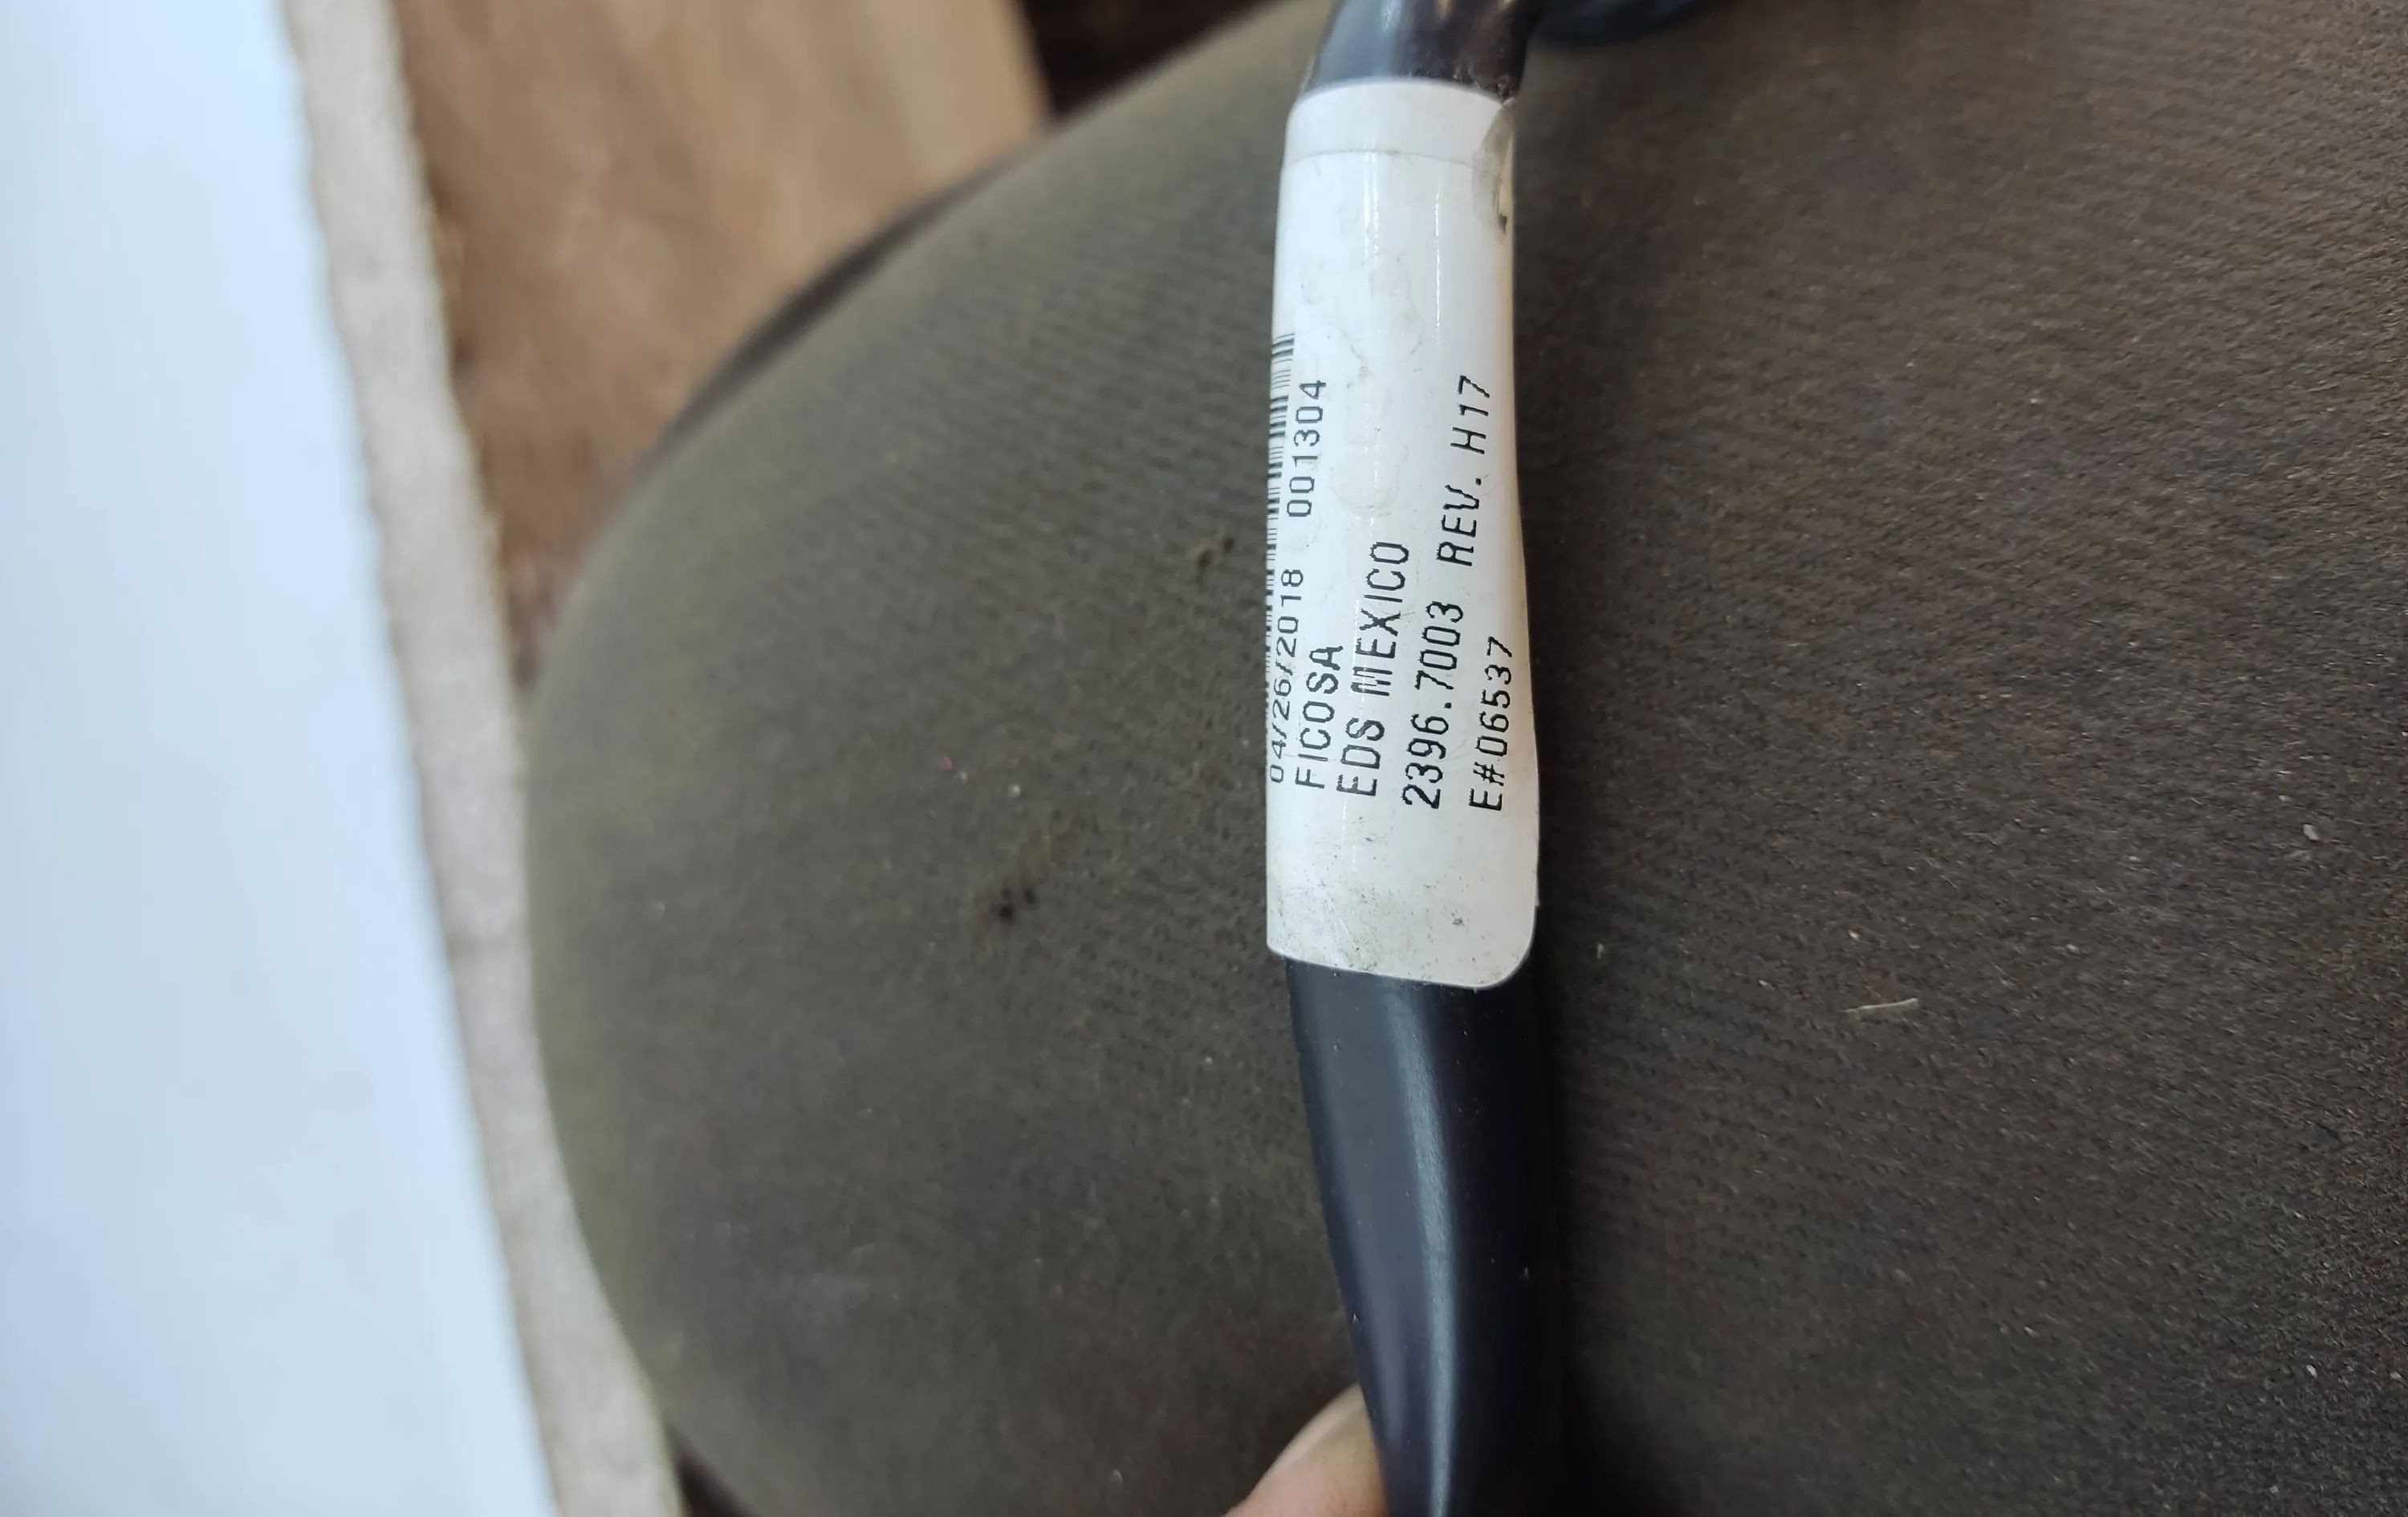 04/26/2018 001304
FICOSA
EDS MEXICO
2396.7003 REV. H17
E#06537